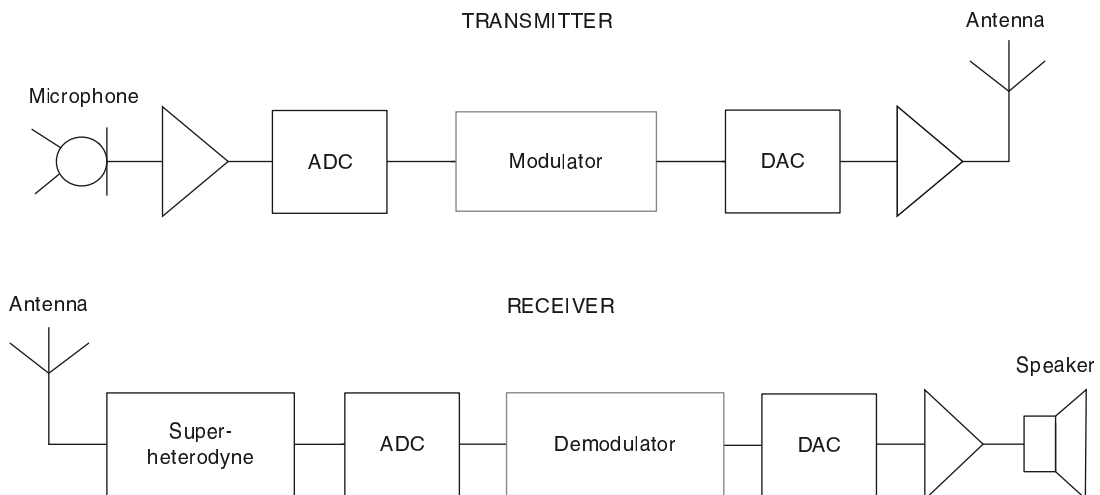 TRANSMITTER
Antenna
Microphone
ADC
Modulator
DAC
Antenna
RECEIVER
Speaker
Super-
heterodyne
ADC
Demodulator
DAC